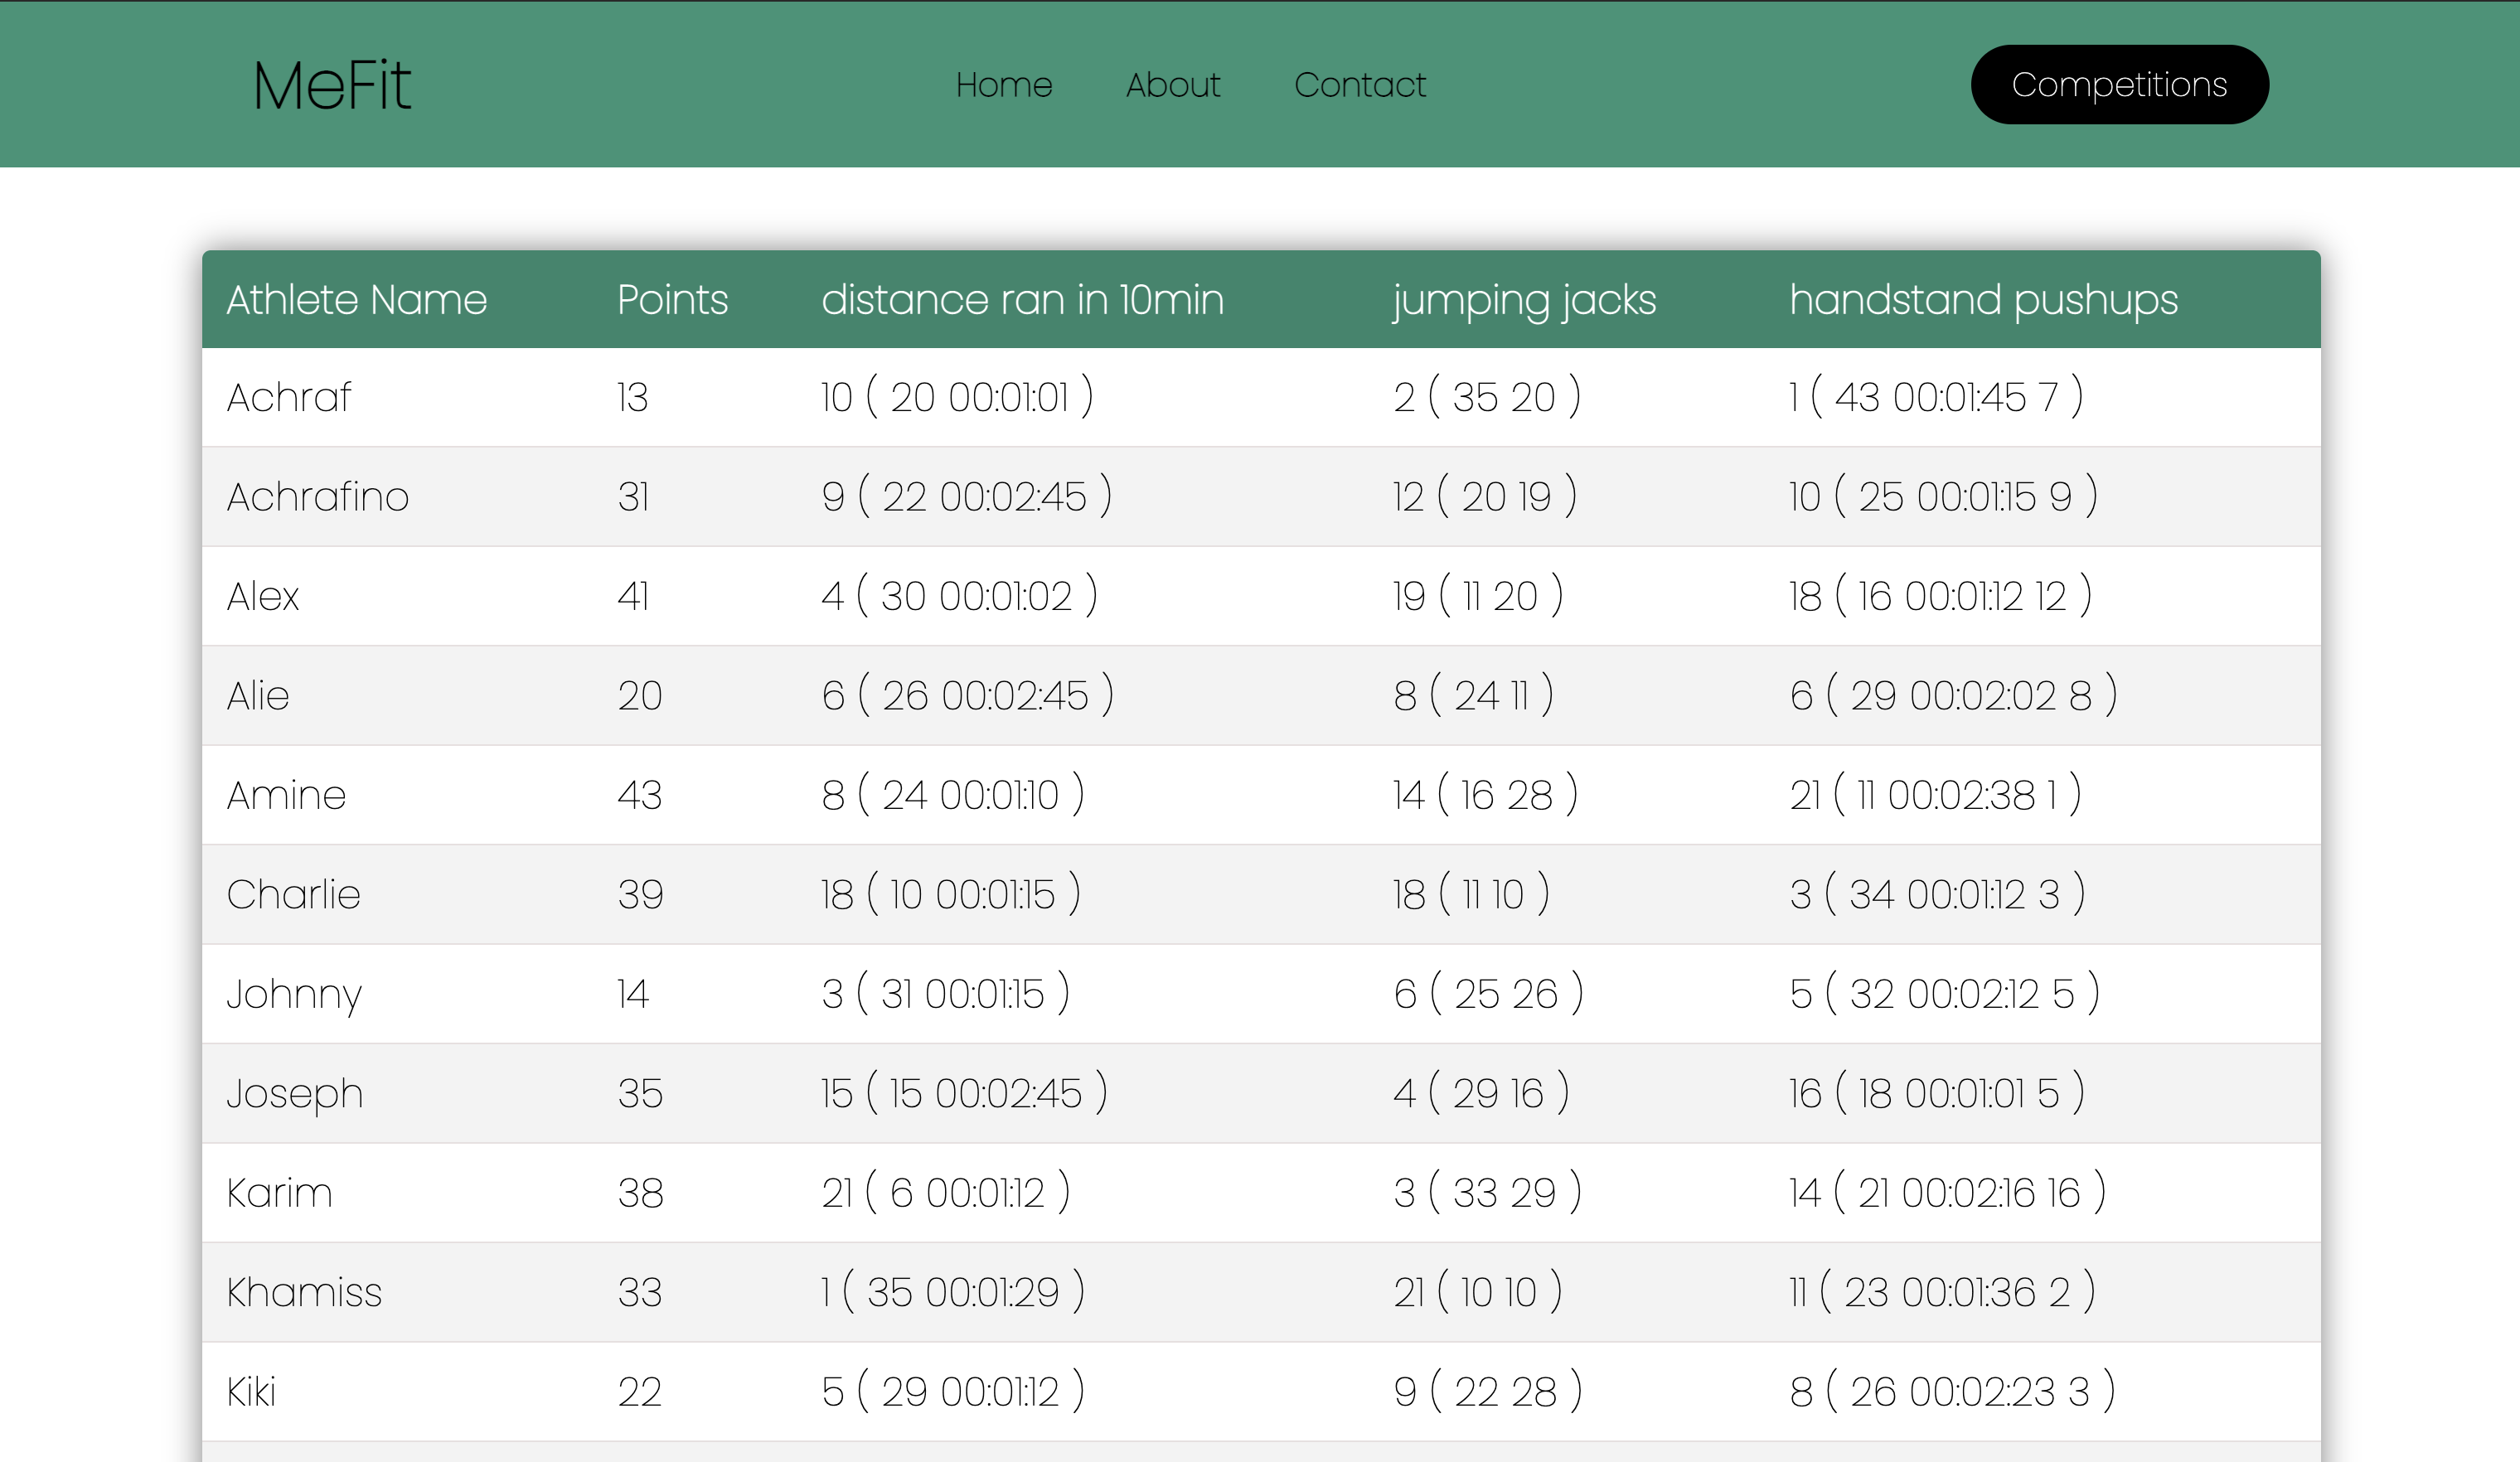 MeFit Home About Contact Competitions
Athlete Name Points distance ran in 10min jumping jacks handstand pushups
Achraf 13 10 ( 20 00:01:01 ) 2 ( 35 20 ) 1 ( 43 00:01:45 7 )
Achrafino 31 9 ( 22 00:02:45 ) 12 ( 20 19 ) 10 ( 25 00:01:15 9 )
Alex 41 4 ( 30 00:01:02 ) 19 ( 11 20 ) 18 ( 16 00:01:12 12 )
Alie 20 6 ( 26 00:02:45 ) 8 ( 24 11 ) 6 ( 29 00:02:02 8 )
Amine 43 8 ( 24 00:01:10 ) 14 ( 16 28 ) 21 ( 11 00:02:38 1 )
Charlie 39 18 ( 10 00:01:15 ) 18 ( 11 10 ) 3 ( 34 00:01:12 3 )
Johnny 14 3 ( 31 00:01:15 ) 6 ( 25 26 ) 5 ( 32 00:02:12 5 )
Joseph 35 15 ( 15 00:02:45 ) 4 ( 29 16 ) 16 ( 18 00:01:01 5 )
Karim 38 21 ( 6 00:01:12 ) 3 ( 33 29 ) 14 ( 21 00:02:16 16 )
Khamiss 33 1 ( 35 00:01:29 ) 21 ( 10 10 ) 11 ( 23 00:01:36 2 )
Kiki 22 5 ( 29 00:01:12 ) 9 ( 22 28 ) 8 ( 26 00:02:23 3 )